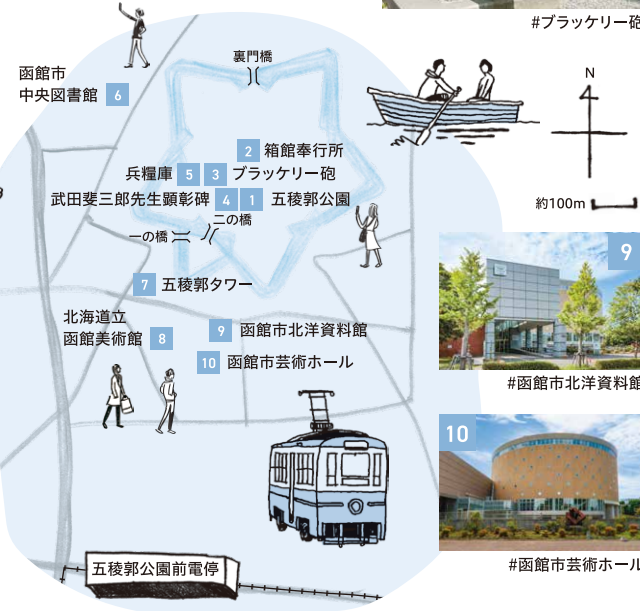 #ブラッケリー砲
裏門橋
函館市
中央図書館 6
N
2 箱館奉行所
兵糧庫 5 3 ブラッケリー砲
武田斐三郎先生顕彰碑 4 1 五稜郭公園
約100m
二の橋
一の橋
9
7 五稜郭タワー
北海道立
函館美術館 8
9 函館市北洋資料館
10 函館市芸術ホール
#函館市北洋資料館
10
五稜郭公園前電停
#函館市芸術ホール